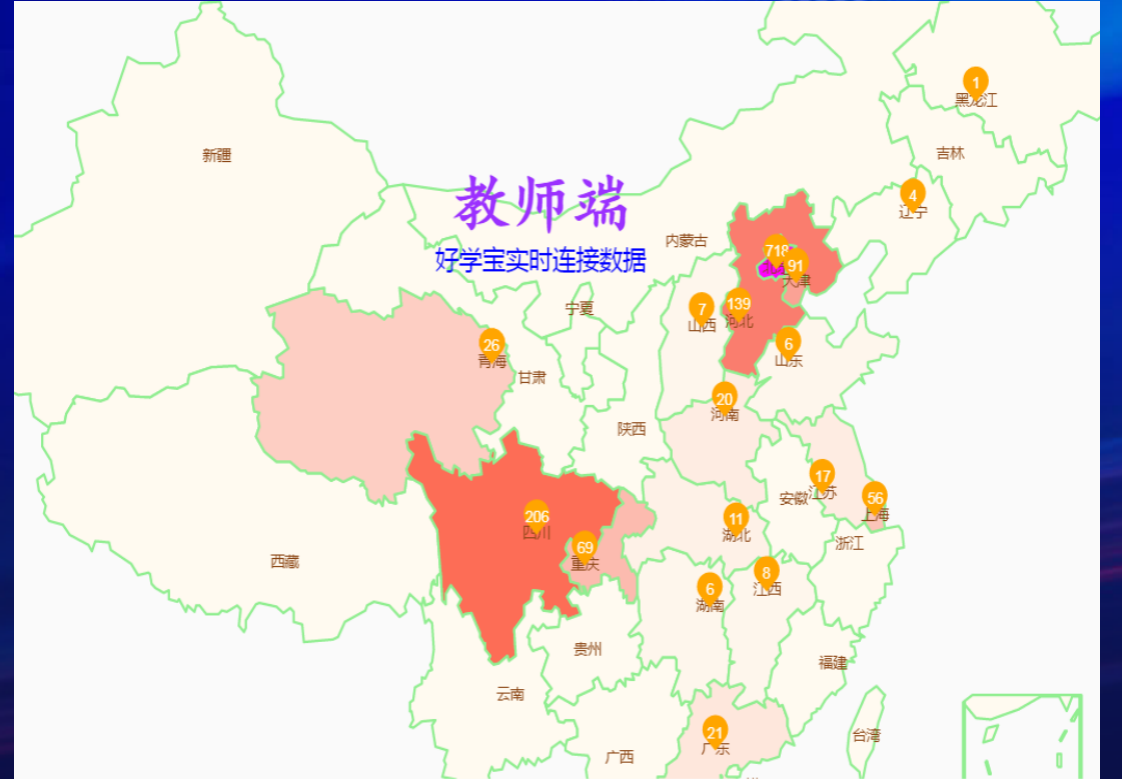 1
黑龙江
吉林
新疆
教师端
4
辽宁
内蒙古
好学宝实时连接数据
718
91
天津
宁夏
7
山西
139
河北
26
青海
6
山东
甘肃
20
河南
陕西
17
江苏
安徽
56
上海
206
四川
11
湖北
浙江
69
重庆
西藏
8
江西
6
湖南
贵州
福建
云南
21
广东
台湾
广西